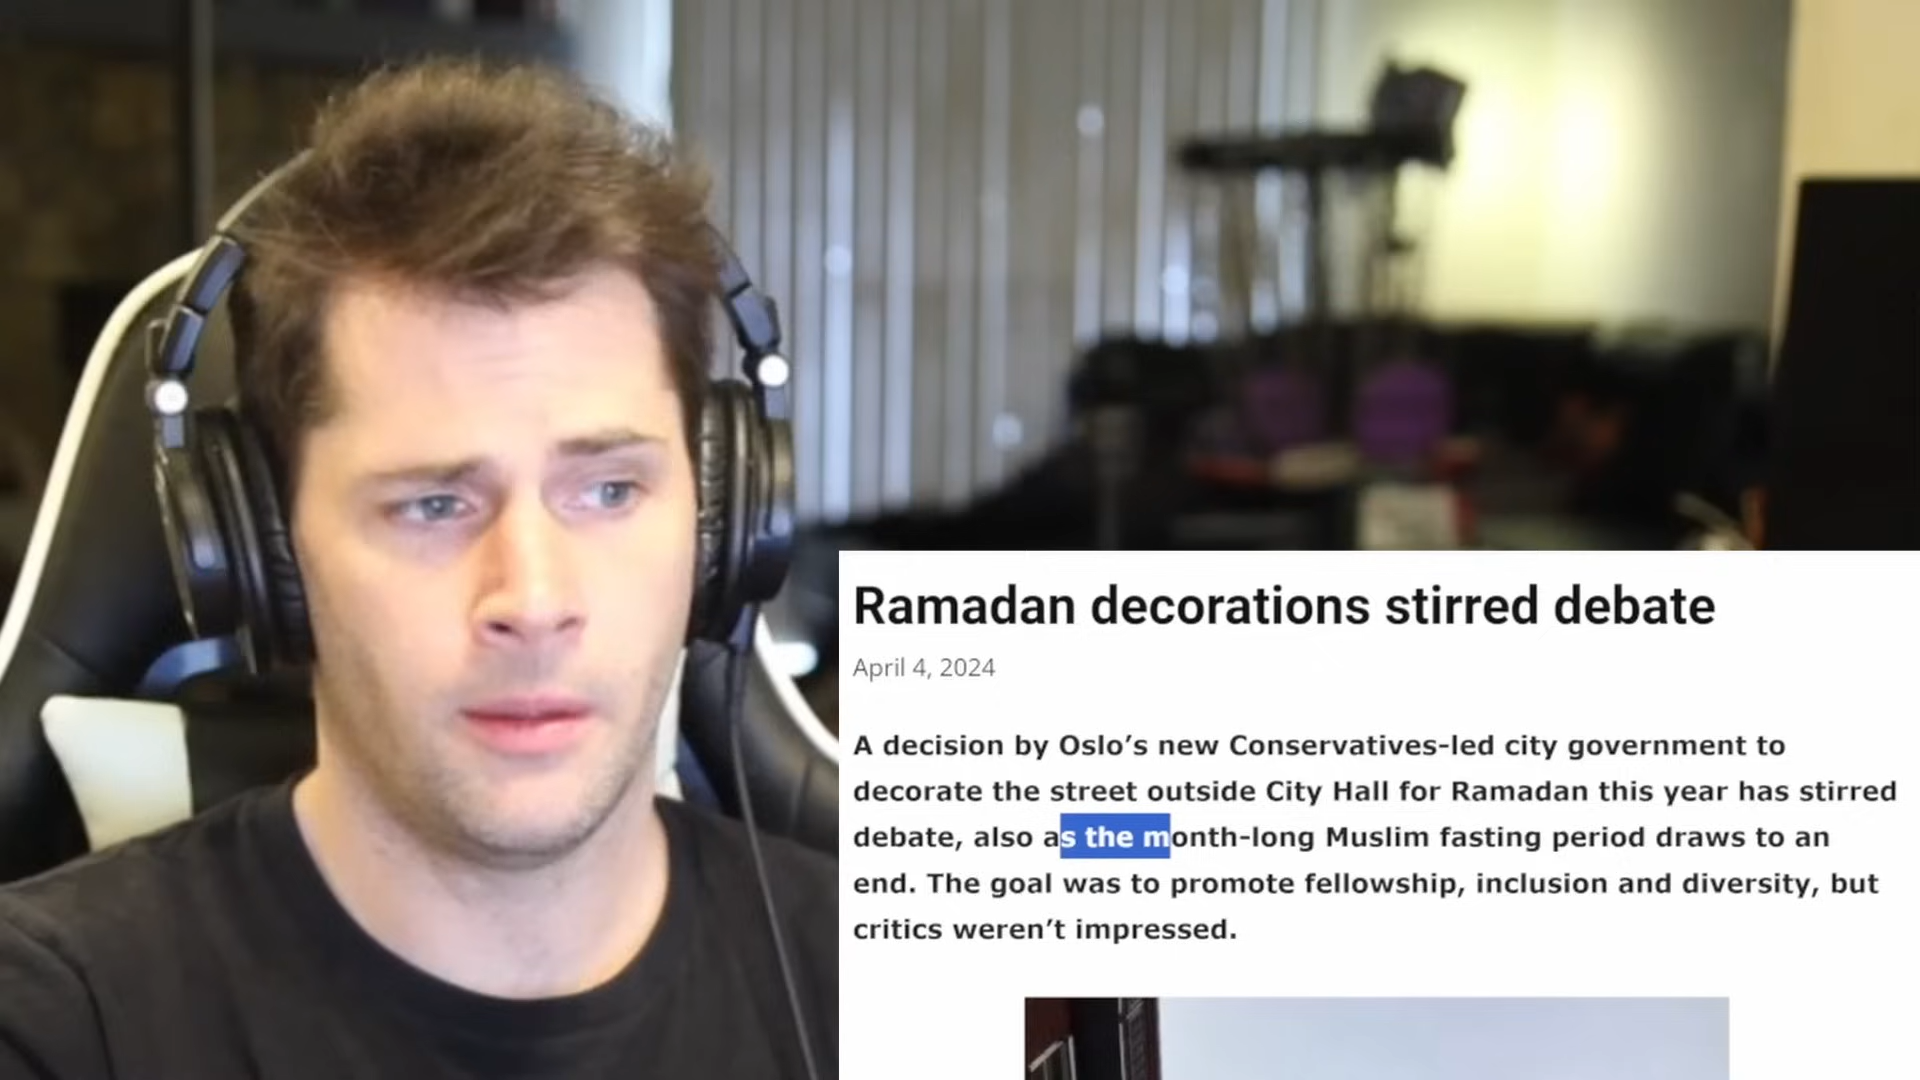 Ramadan decorations stirred debate
April 4, 2024
A decision by Oslo’s new Conservatives-led city government to
decorate the street outside City Hall for Ramadan this year has stirred
debate, also as the month-long Muslim fasting period draws to an
end. The goal was to promote fellowship, inclusion and diversity, but
critics weren’t impressed.